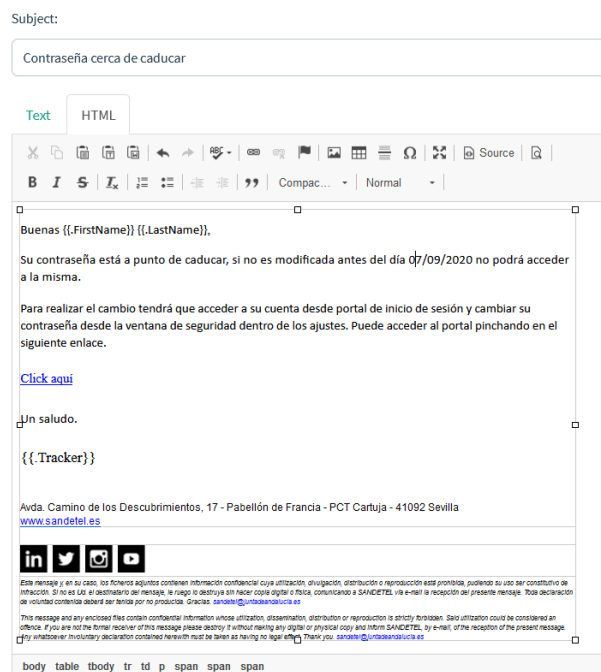 Subject:
Contraseña cerca de caducar
Text
HTML
Source
Compac...
Normal
Buenas {{.FirstName}} {{.LastName}},
Su contraseña está a punto de caducar, si no es modificada antes del día 07/09/2020 no podrá acceder
a la misma.
Para realizar el cambio tendrá que acceder a su cuenta desde portal de inicio de sesión y cambiar su
contraseña desde la ventana de seguridad dentro de los ajustes. Puede acceder al portal pinchando en el
siguiente enlace.
Click aquí
Un saludo.
{{.Tracker}}
Avda. Camino de los Descubrimientos, 17 - Pabellón de Francia - PCT Cartuja - 41092 Sevilla
www.sandetel.es
in
Este mensaje y, en su caso, los ficheros adjuntos contienen información confidencial cuya utilización, divulgación, distribución o reproducción está prohibida, pudiendo su uso ser constitutivo de
infracción. Si no es Ud. el destinatario del mensaje, le ruego lo destruya sin hacer copia digital o física, comunicando a SANDETEL vía e-mail la recepción del presente mensaje. Toda declaración
de voluntad contenida deberá ser tenida por no producida. Gracias. sandetel@juntadeandalucia.es
This message and any enclosed files contain confidential information whose utilization, dissemination, distribution or reproduction is strictly forbidden. Said utilization could be considered an
offence. If you are not the formal receiver of this message please destroy it without making any digital or physical copy and inform SANDETEL, by e-mail, of the reception of the present message.
Any whatsoever involuntary declaration contained herewith must be taken as having no legal effect. Thank you. sandetel@juntadeandalucia.es
body table tbody tr td p span span span